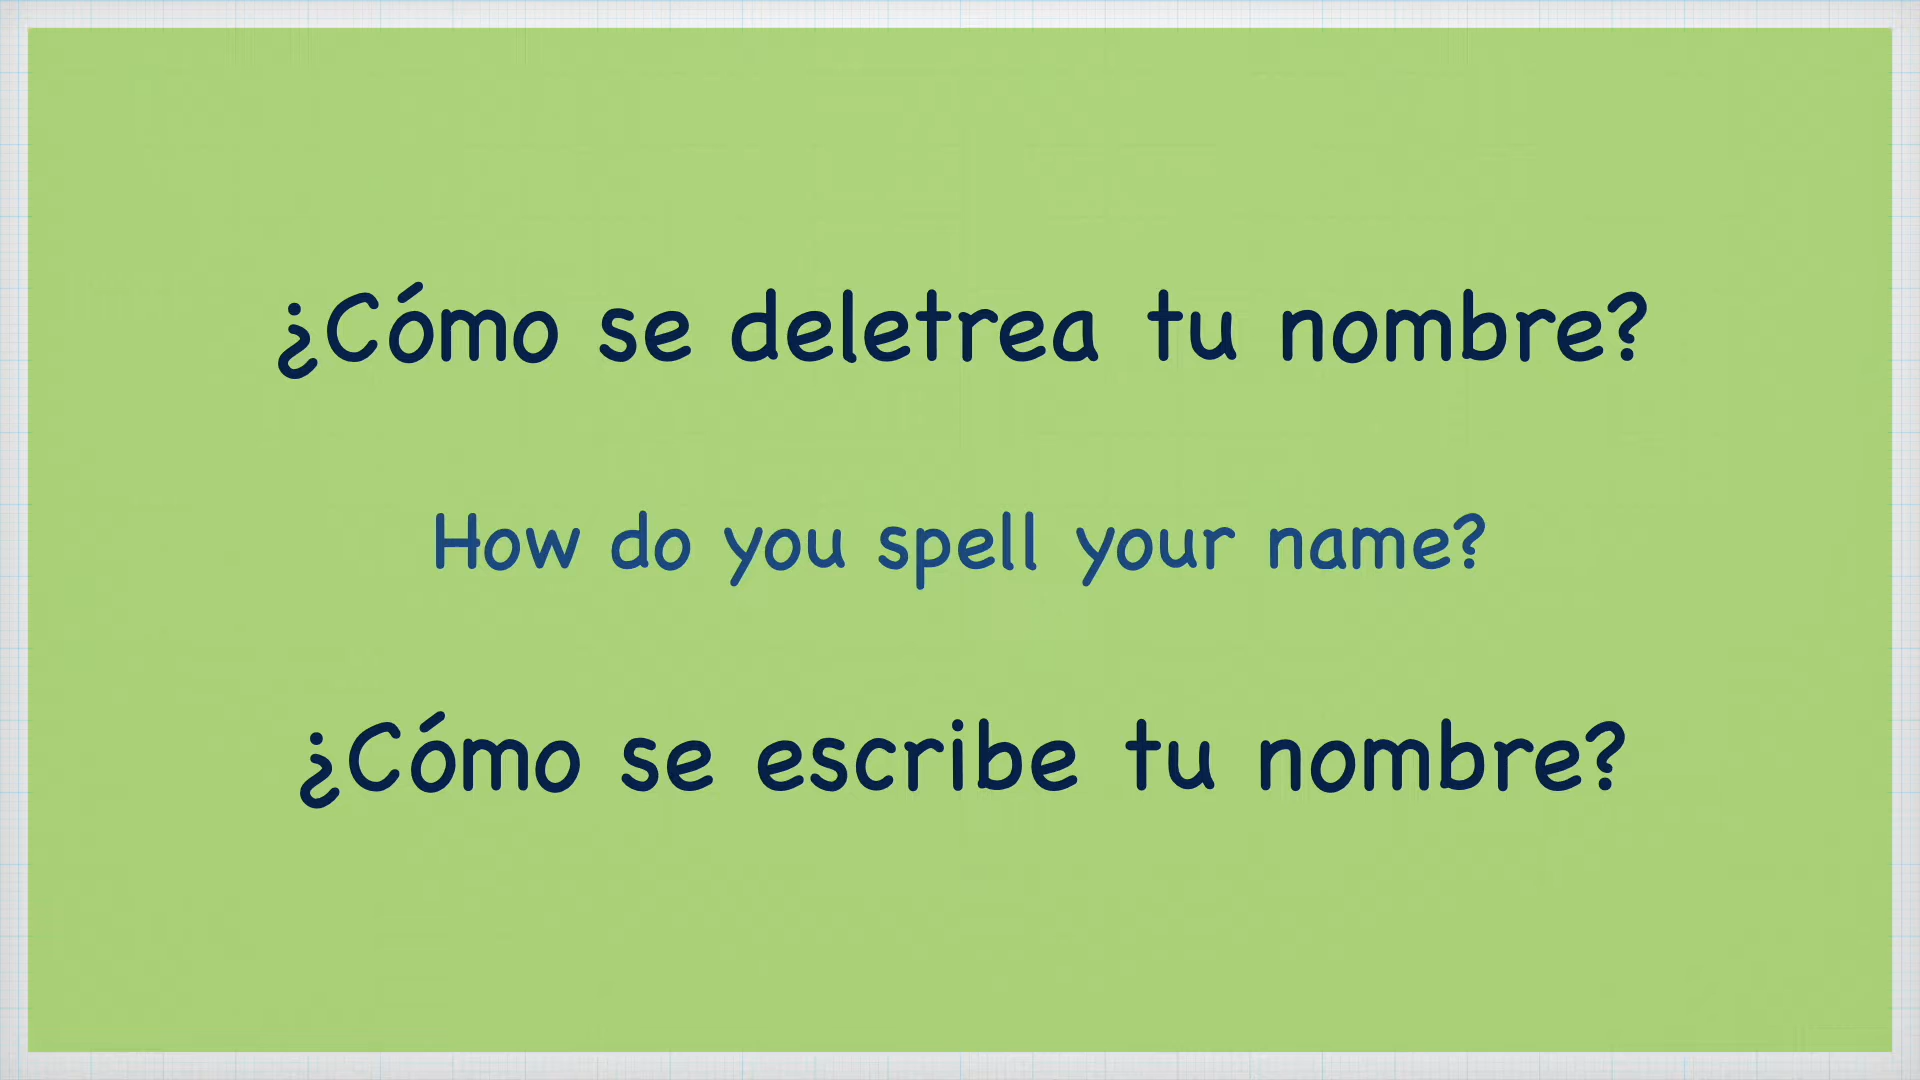 ¿Cómo se deletrea tu nombre?
How do you spell your name?
¿Cómo se escribe tu nombre?